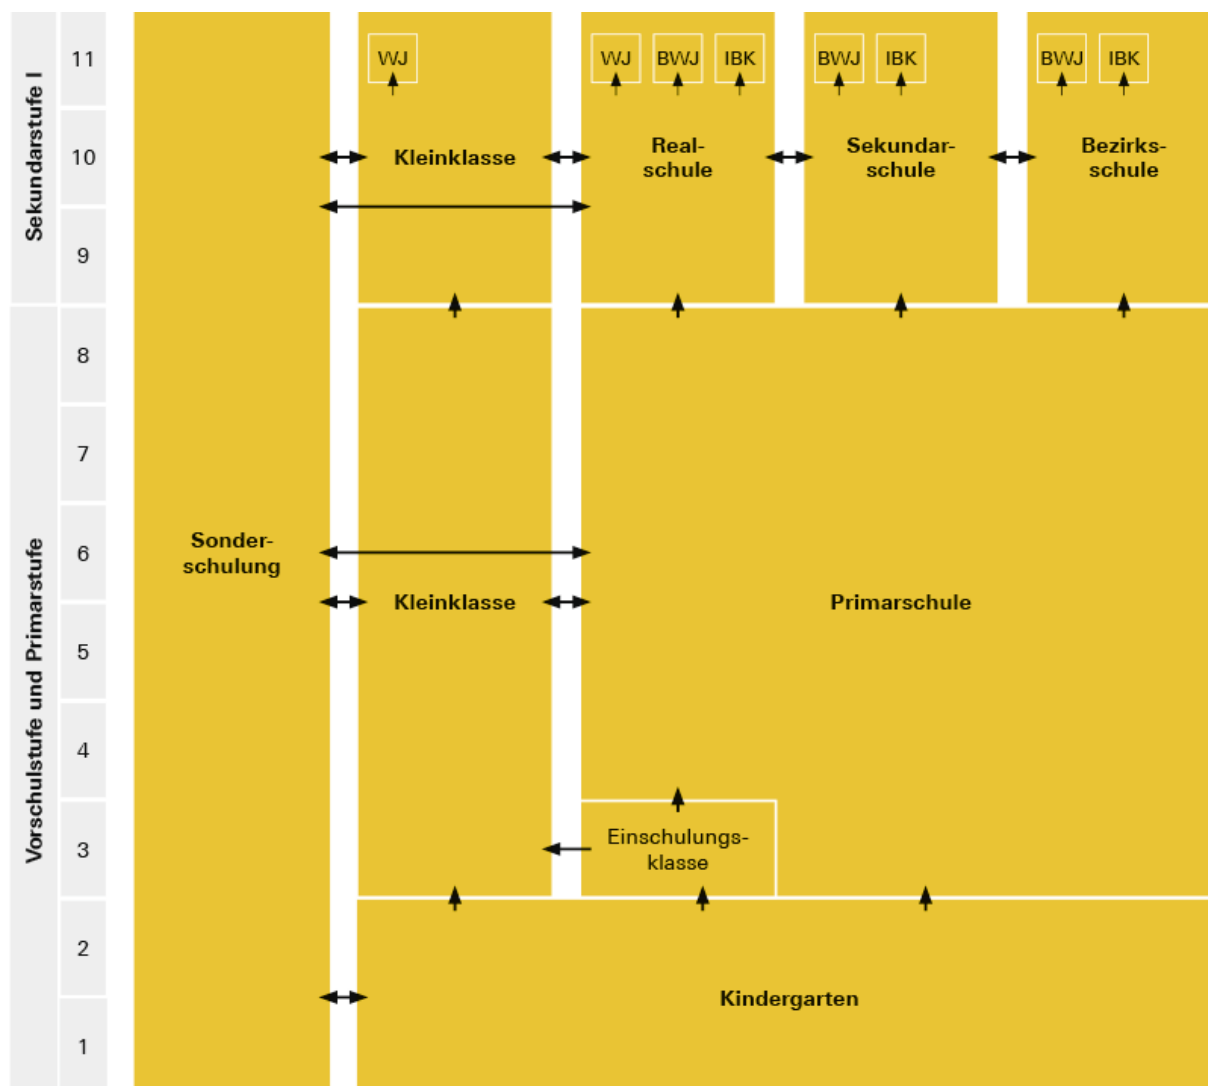 Sekundarstufe I
11
WJ
WJ
BWJ
IBK
BWJ
IBK
BWJ
IBK
10
Kleinklasse
Real-
schule
Sekundar-
schule
Bezirks-
schule
9
Vorschulstufe und Primarstufe
8
7
6
Sonder-
schulung
Kleinklasse
Primarschule
5
4
3
Einschulungs-
klasse
2
Kindergarten
1